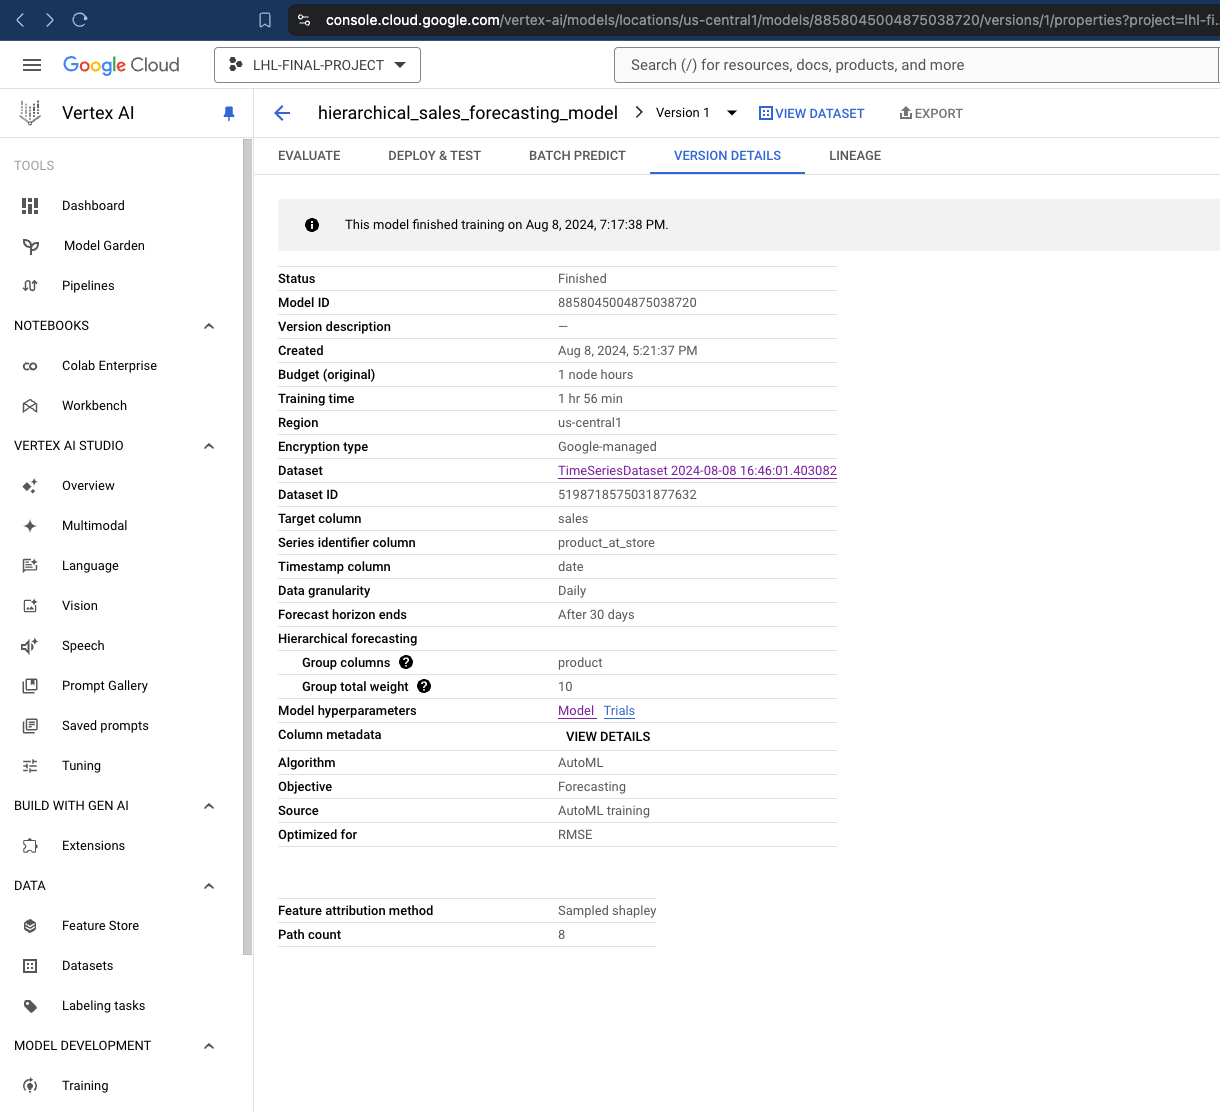 console.cloud.google.com/vertex-ai/models/locations/us-central1/models/8858045004875038720/versions/1/properties?project=lhl-fi...
Google Cloud
LHL-FINAL-PROJECT
Search (/) for resources, docs, products, and more
Vertex AI
hierarchical_sales_forecasting_model
Version 1
VIEW DATASET
EXPORT
EVALUATE
DEPLOY & TEST
BATCH PREDICT
VERSION DETAILS
LINEAGE
TOOLS
Dashboard
Model Garden
Pipelines
NOTEBOOKS
Colab Enterprise
Workbench
VERTEX AI STUDIO
Overview
Multimodal
Language
Vision
Speech
Prompt Gallery
Saved prompts
Tuning
BUILD WITH GEN AI
Extensions
DATA
Feature Store
Datasets
Labeling tasks
MODEL DEVELOPMENT
Training
This model finished training on Aug 8, 2024, 7:17:38 PM.
Status Finished
Model ID 8858045004875038720
Version description —
Created Aug 8, 2024, 5:21:37 PM
Budget (original) 1 node hours
Training time 1 hr 56 min
Region us-central1
Encryption type Google-managed
Dataset TimeSeriesDataset 2024-08-08 16:46:01.403082
Dataset ID 5198718575031877632
Target column sales
Series identifier column product_at_store
Timestamp column date
Data granularity Daily
Forecast horizon ends After 30 days
Hierarchical forecasting
Group columns ? product
Group total weight ? 10
Model hyperparameters Model Trials
Column metadata VIEW DETAILS
Algorithm AutoML
Objective Forecasting
Source AutoML training
Optimized for RMSE
Feature attribution method Sampled shapley
Path count 8